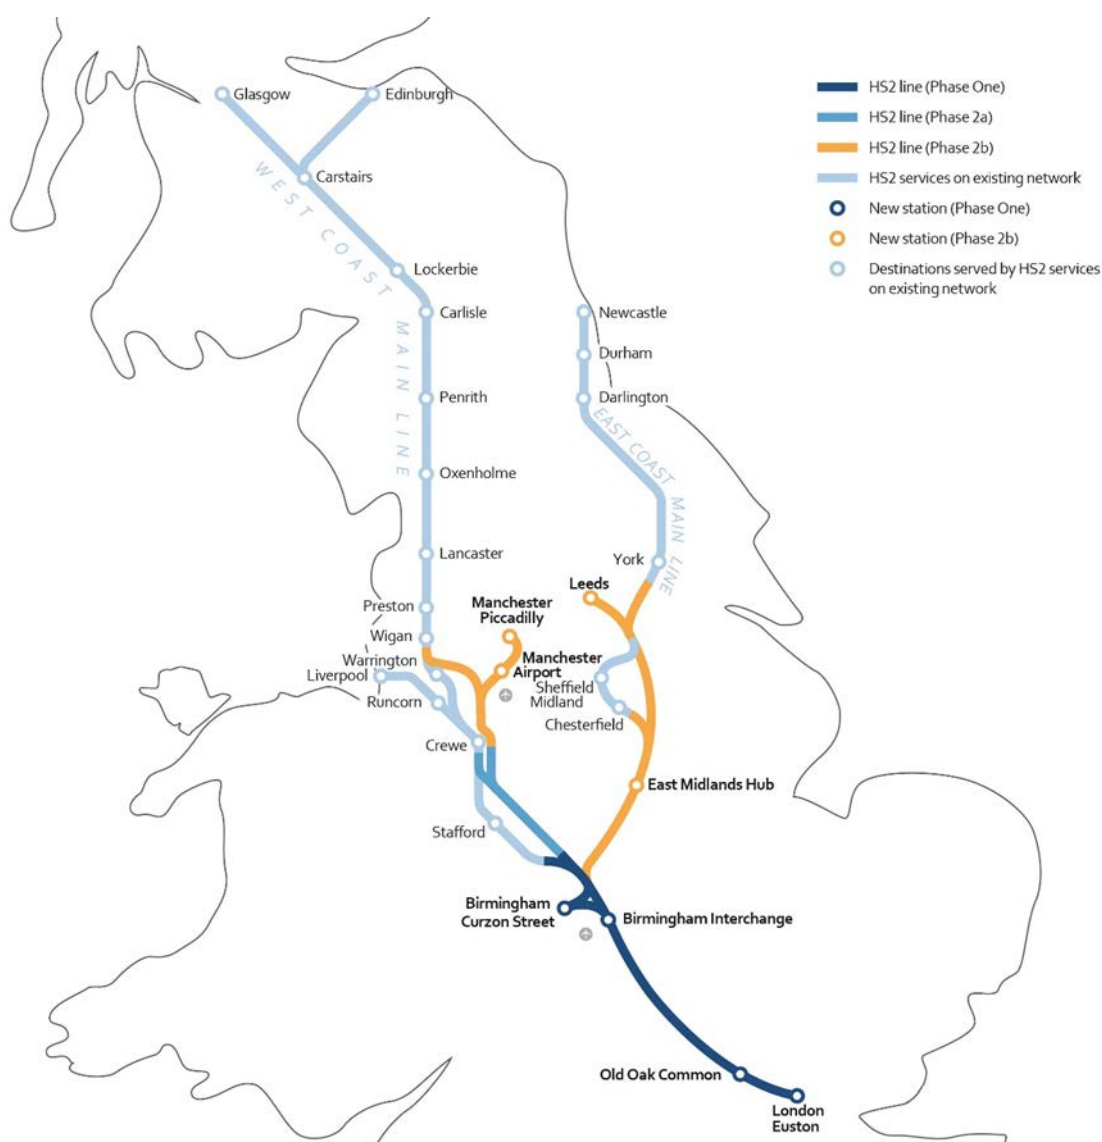 Glasgow
Edinburgh
HS2 line (Phase One)
HS2 line (Phase 2a)
HS2 line (Phase 2b)
HS2 services on existing network
New station (Phase One)
New station (Phase 2b)
Destinations served by HS2 services
on existing network
Carstairs
WEST COAST MAIN LINE
Lockerbie
Carlisle
Newcastle
Durham
Penrith
Darlington
EAST COAST MAIN LINE
Oxenholme
Lancaster
York
Leeds
Preston
Manchester
Piccadilly
Wigan
Warrington
Manchester
Airport
Liverpool
Sheffield
Midland
Runcorn
Chesterfield
Crewe
East Midlands Hub
Stafford
Birmingham
Curzon Street
Birmingham Interchange
Old Oak Common
London
Euston